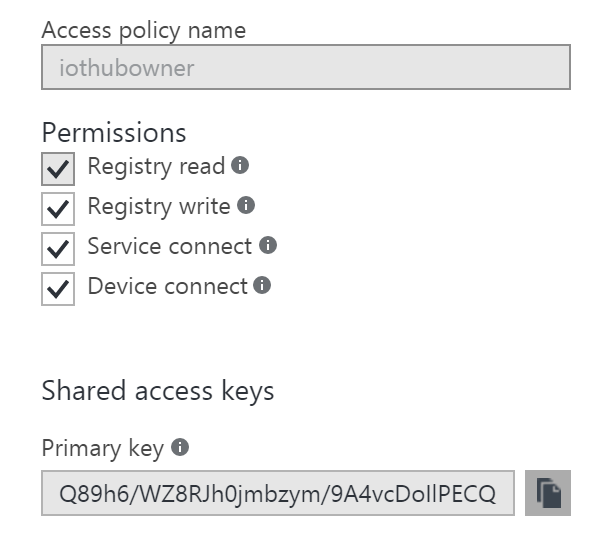 Access policy name
iothubowner
Permissions
Registry read
Registry write
Service connect
Device connect
Shared access keys
Primary key
Q89h6/WZ8RJh0jmbzym/9A4vcDoIlPECQ